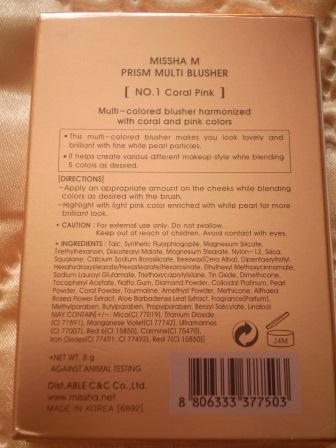 MISSHA M
PRISM MULTI BLUSHER
[ NO.1 Coral Pink ]
Multi-colored blusher harmonized
with coral and pink colors
• This multi-colored blusher makes you look lovely and
brilliant with fine white pearl particles.
• It helps create various different makeup style while blending
5 colors as desired.
[DIRECTIONS]
-Apply an appropriate amount on the cheeks while blending
colors as desired with the brush.
-Highlight with light pink color enriched with white pearl for more
brilliant look.
• CAUTION : For external use only. Do not swallow.
Keep out of reach of children. Avoid contact with eyes.
• INGREDIENTS: Talc, Synthetic Fluorphlogopite, Magnesium Silicate,
Triethylhexanoin, Diisostearyl Malate, Magnesium Stearate, Nylon-12, Silica,
Squalane, Calcium Sodium Borosilicate, Beeswax(Cera Alba), Dipentaerythrityl
Hexahydroxystearate/Hexastearate/Hexarosinate, Ethylhexyl Methoxycinnamate,
Sodium Lauroyl Glutamate, Triethoxycaprylylsilane, Tin Oxide, Dimethicone,
Tocopheryl Acetate, Natto Gum, Diamond Powder, Colloidal Platinum, Pearl
Powder, Coral Powder, Tourmaline, Amethyst Powder, Methicone, Althaea
Rosea Flower Extract, Aloe Barbadensis Leaf Extract, Fragrance(Parfum),
Methylparaben, Butylparaben, Propylparaben, Benzyl Salicylate, Linalool
MAY CONTAIN(+/-: Mica(CI 77019), Titanium Dioxide
(CI 77891), Manganese Violet(CI 77742), Ultramarines
(CI 77007), Red 6(CI 15850), Carmine(CI 75470),
Iron Oxides(CI 77491, CI 77492), Red 7(CI 15850)]
24M
• NET WT. 8 g
AGAINST ANIMAL TESTING
Dist.ABLE C&C Co.,Ltd.
www.missha.net
MADE IN KOREA [6892]
8 806333 377503